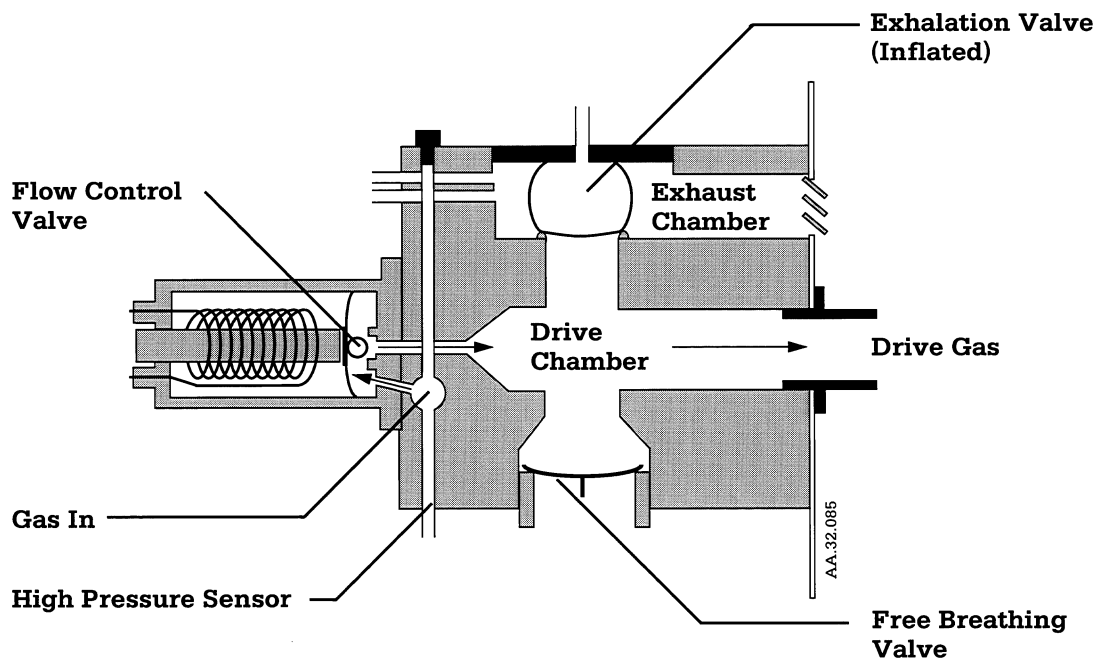 Exhalation Valve
(Inflated)
Flow Control
Valve
Exhaust
Chamber
Drive
Chamber
Drive Gas
Gas In
AA.32.085
High Pressure Sensor
Free Breathing
Valve